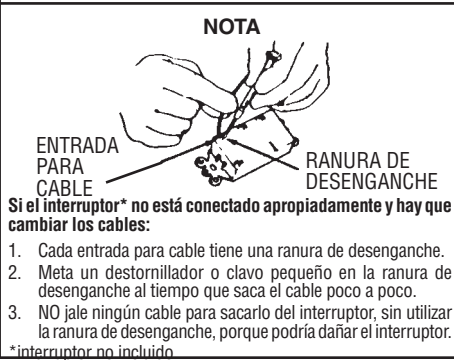 NOTA
ENTRADA
PARA
CABLE
RANURA DE
DESENGANCHE
Si el interruptor* no está conectado apropiadamente y hay que
cambiar los cables:
1. Cada entrada para cable tiene una ranura de desenganche.
2. Meta un destornillador o clavo pequeño en la ranura de
desenganche al tiempo que saca el cable poco a poco.
3. NO jale ningún cable para sacarlo del interruptor, sin utilizar
la ranura de desenganche, porque podría dañar el interruptor.
*interruptor no incluido